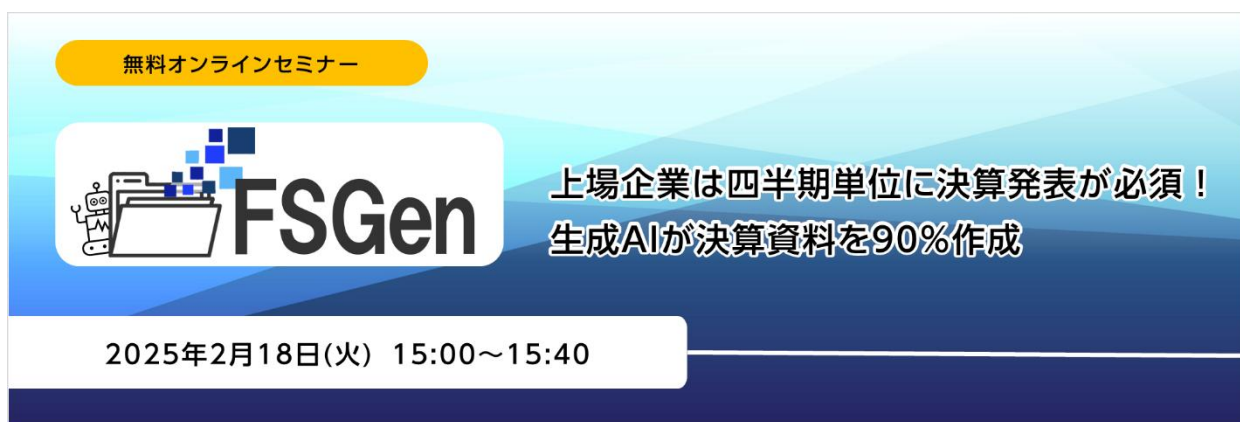 無料オンラインセミナー
FSGen
上場企業は四半期単位に決算発表が必須！
生成AIが決算資料を90%作成
2025年2月18日(火) 15:00～15:40